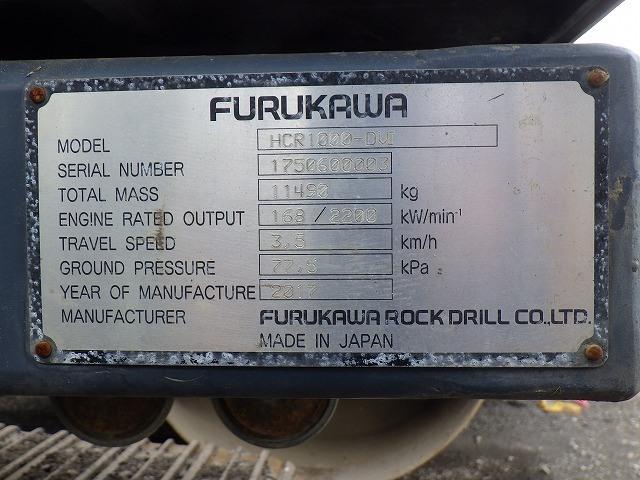 FURUKAWA
MODEL HCR1000-DVI
SERIAL NUMBER 1750600003
TOTAL MASS 11490 kg
ENGINE RATED OUTPUT 168 / 2200 kW/min⁻¹
TRAVEL SPEED 3.5 km/h
GROUND PRESSURE 77.5 kPa
YEAR OF MANUFACTURE 2017
MANUFACTURER FURUKAWA ROCK DRILL CO.,LTD.
MADE IN JAPAN